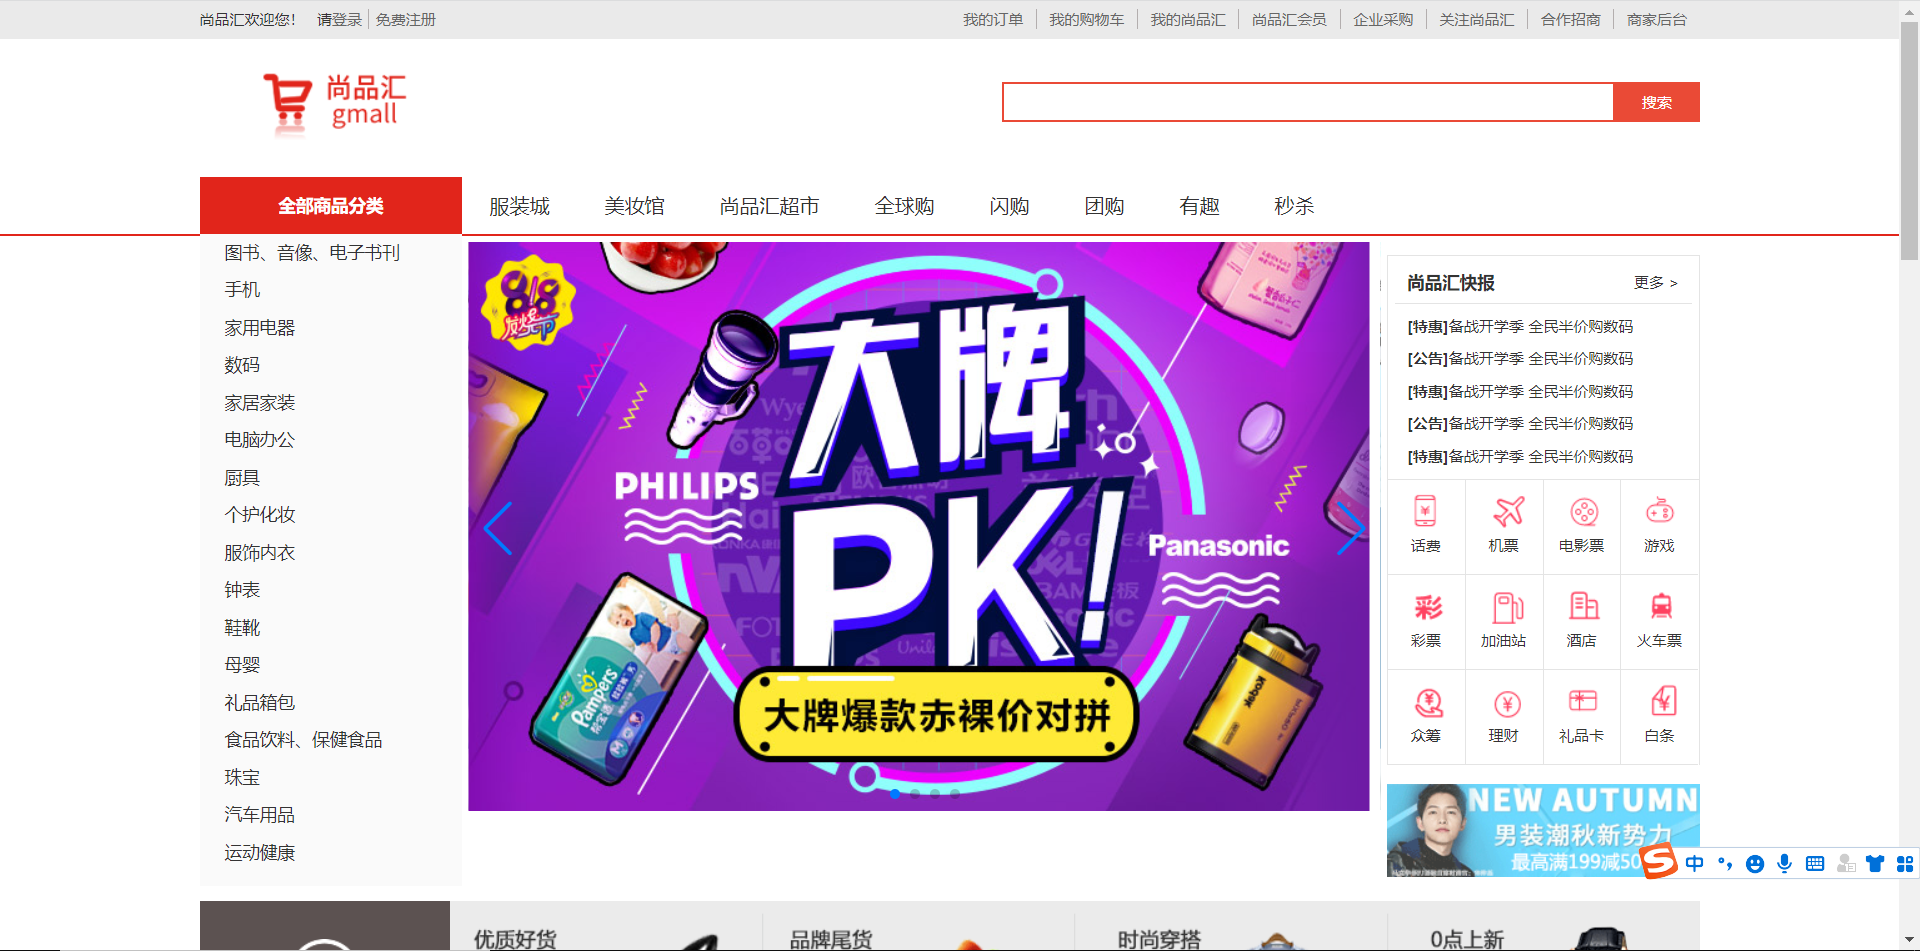 尚品汇欢迎您！ 请登录 免费注册
我的订单 我的购物车 我的尚品汇 尚品汇会员 企业采购 关注尚品汇 合作招商 商家后台
尚品汇
gmall
搜索
全部商品分类 服装城 美妆馆 尚品汇超市 全球购 闪购 团购 有趣 秒杀
图书、音像、电子书刊
手机
家用电器
数码
家居家装
电脑办公
厨具
个护化妆
服饰内衣
钟表
鞋靴
母婴
礼品箱包
食品饮料、保健食品
珠宝
汽车用品
运动健康
818
大牌
PK!
PHILIPS
Panasonic
Pampers
Kodak
大牌爆款赤裸价对拼
尚品汇快报 更多 >
[特惠]备战开学季 全民半价购数码
[公告]备战开学季 全民半价购数码
[特惠]备战开学季 全民半价购数码
[公告]备战开学季 全民半价购数码
[特惠]备战开学季 全民半价购数码
话费 机票 电影票 游戏
彩 
彩票 加油站 酒店 火车票
众筹 理财 礼品卡 白条
NEW AUTUMN
男装潮秋新势力
最高满199减50
中
优质好货 品牌尾货 时尚穿搭 0点上新